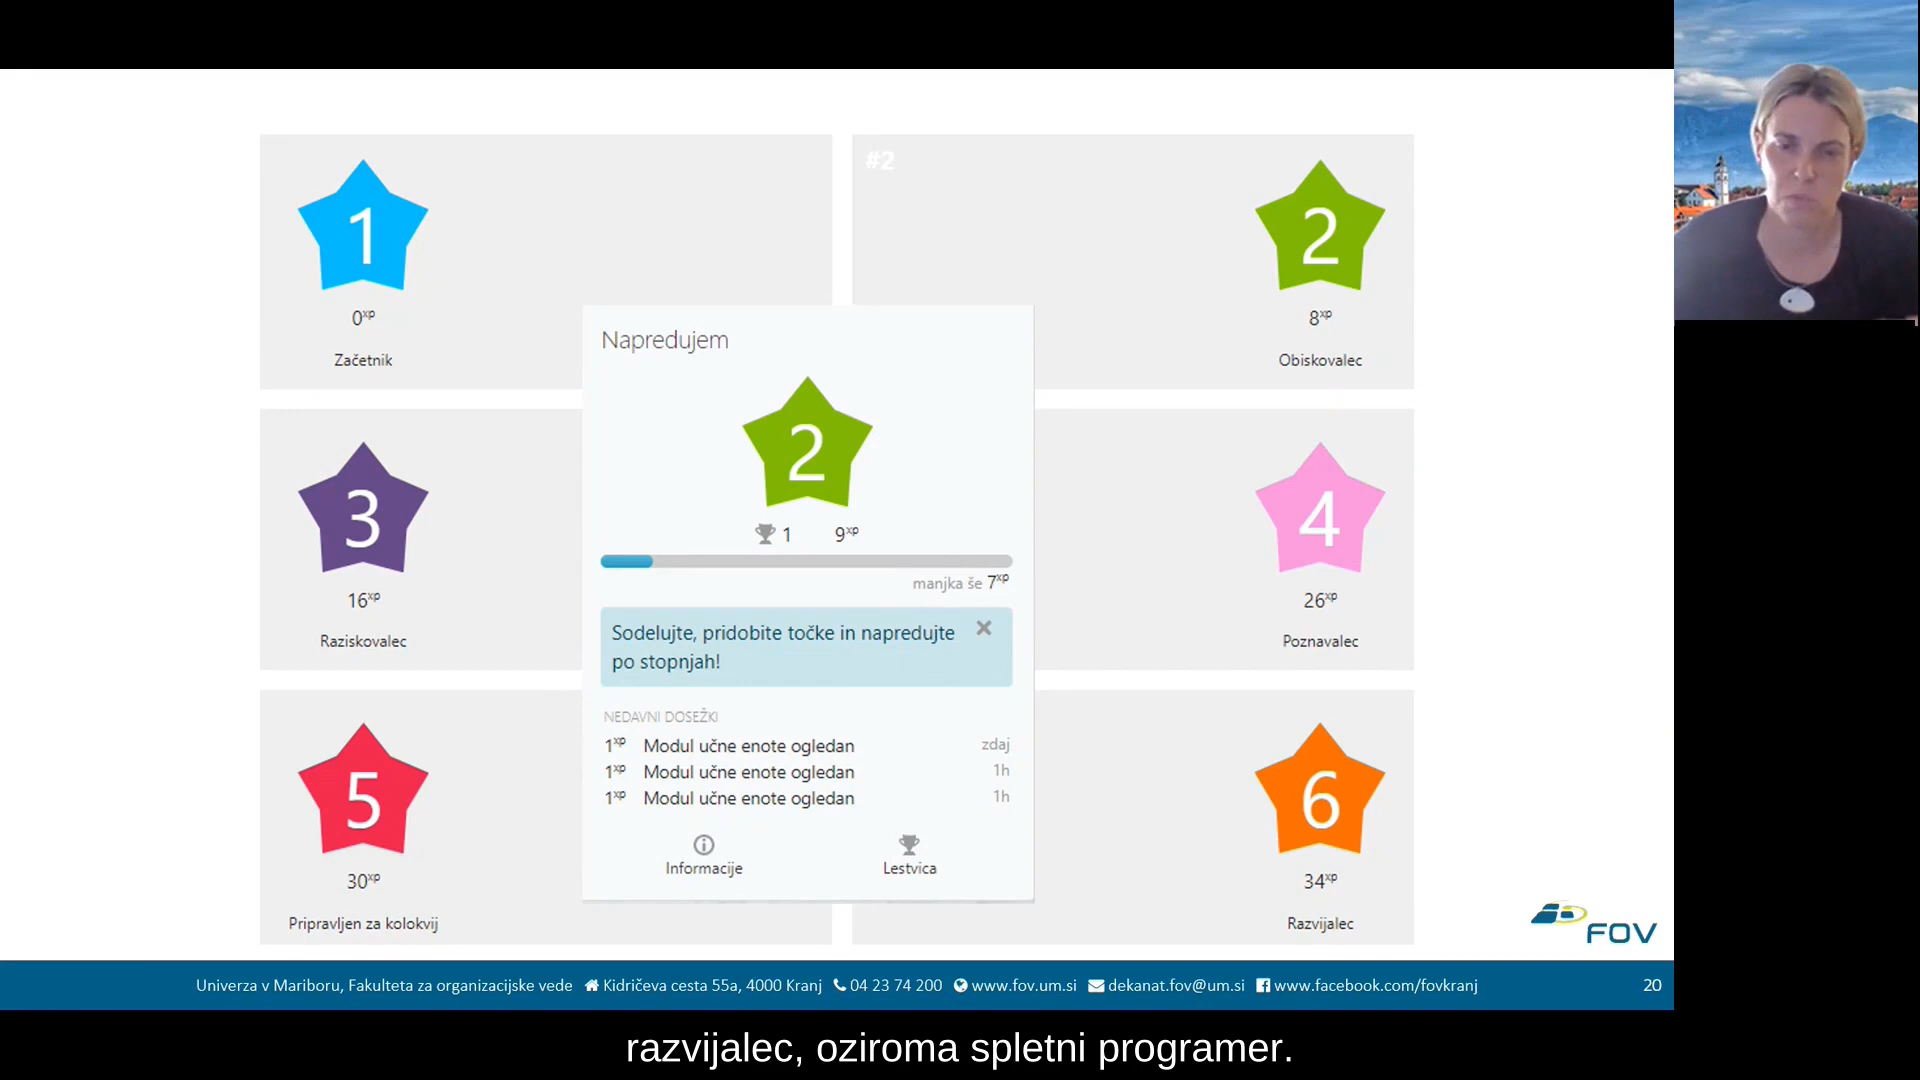 1
0xp
Začetnik
#2
2
8xp
Obiskovalec
3
16xp
Raziskovalec
4
26xp
Poznavalec
5
30xp
Pripravljen za kolokvij
6
34xp
Razvijalec
Napredujem
2
1 9xp
manjka še 7xp
Sodelujte, pridobite točke in napredujte
po stopnjah!
NEDAVNI DOSEŽKI
1xp Modul učne enote ogledan zdaj
1xp Modul učne enote ogledan 1h
1xp Modul učne enote ogledan 1h
Informacije Lestvica
FOV
Univerza v Mariboru, Fakulteta za organizacijske vede Kidričeva cesta 55a, 4000 Kranj 04 23 74 200 www.fov.um.si dekanat.fov@um.si www.facebook.com/fovkranj 20
razvijalec, oziroma spletni programer.